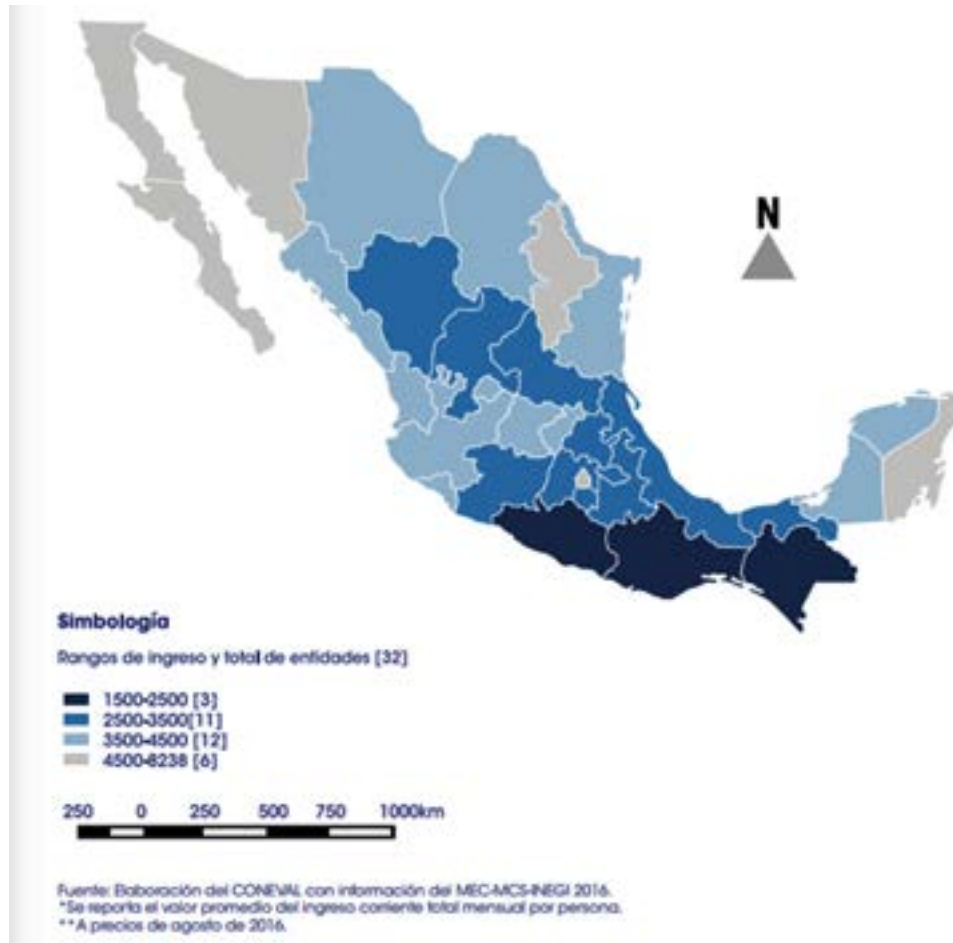 N
Simbología
Rangos de ingreso y total de entidades [32]
1500-2500 [3]
2500-3500[11]
3500-4500 [12]
4500-8238 [6]
250 0 250 500 750 1000km
Fuente: Elaboración del CONEVAL con información del MEC-MCS-INEGI 2016.
*Se reporta el valor promedio del ingreso corriente total mensual por persona.
**A precios de agosto de 2016.